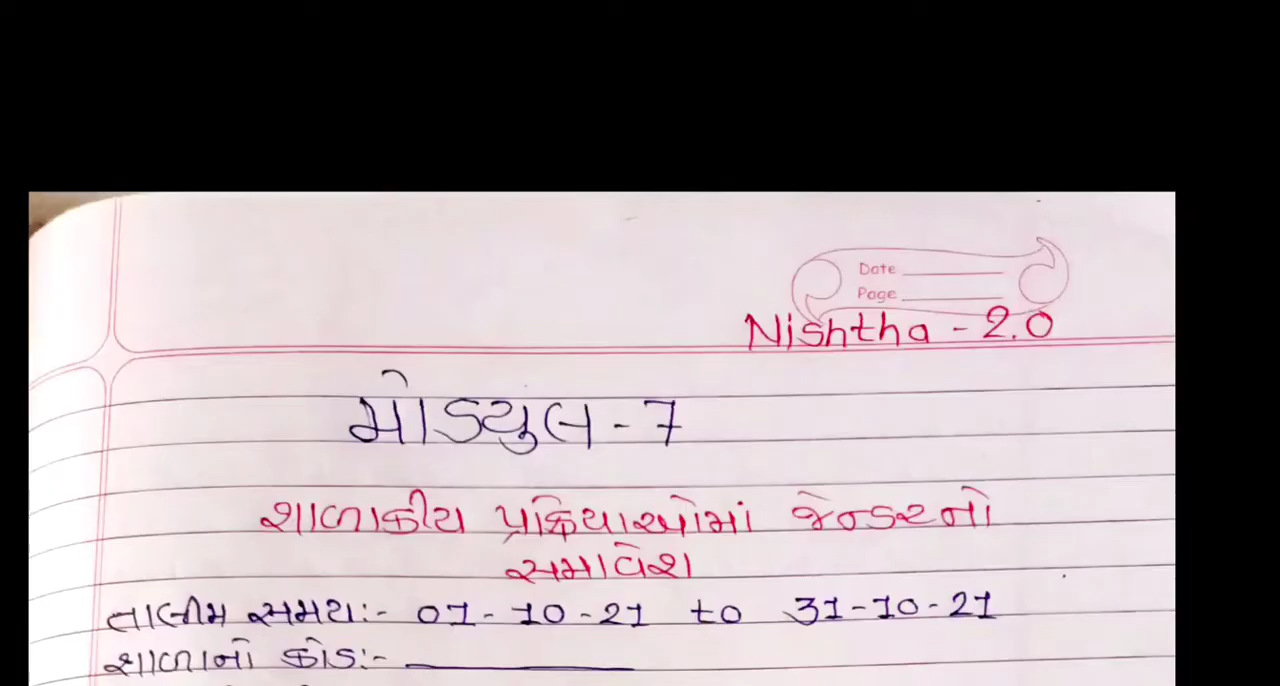 Date
Page
Nishtha - 2.0
મોડ્યુલ - 7
શાળાકીય પ્રક્રિયાઓમાં જેન્ડરનો
સમાવેશ
તાલીમ સમય:- 01-10-21 to 31-10-21
શાળાનો કોડ:-